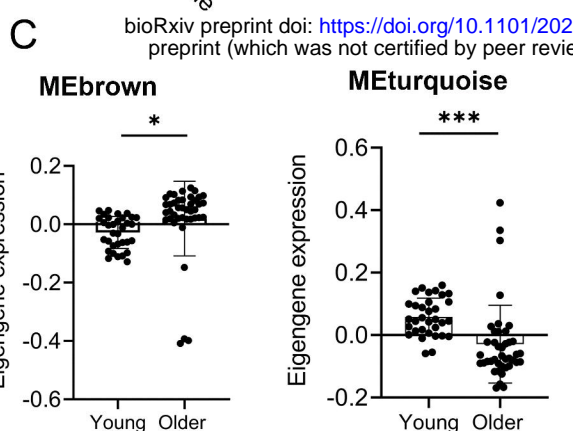 C
bioRxiv preprint doi: https://doi.org/10.1101/202
preprint (which was not certified by peer revie
MEbrown
*
0.2
0.0
-0.2
-0.4
-0.6
Young Older
MEturquoise
***
Eigengene expression
0.6
0.4
0.2
0.0
-0.2
Young Older